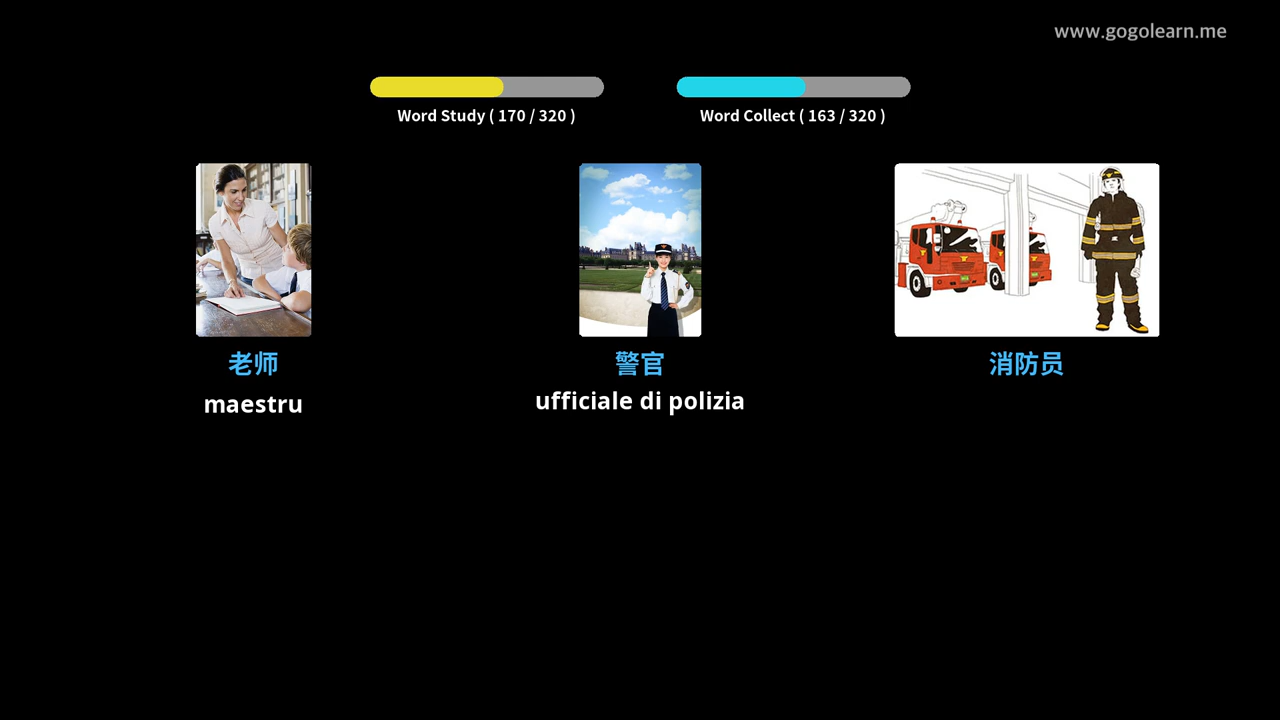 www.gogolearn.me
Word Study ( 170 / 320 )
Word Collect ( 163 / 320 )
老师
警官
消防员
maestru
ufficiale di polizia